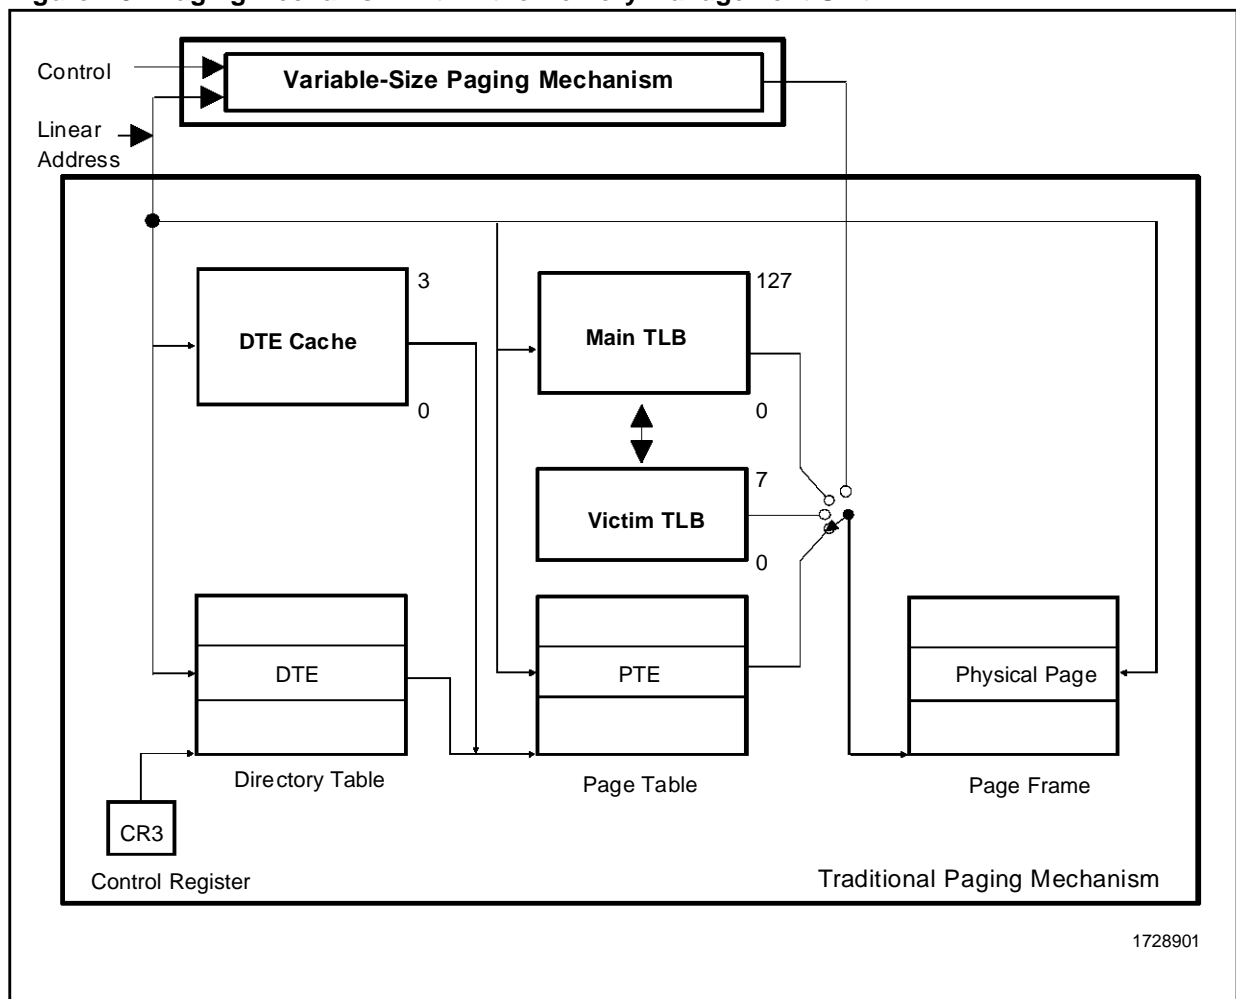 Control
Variable-Size Paging Mechanism
Linear
Address
3
127
DTE Cache
Main TLB
0
0
7
Victim TLB
0
DTE
PTE
Physical Page
Directory Table
Page Table
Page Frame
CR3
Control Register
Traditional Paging Mechanism
1728901